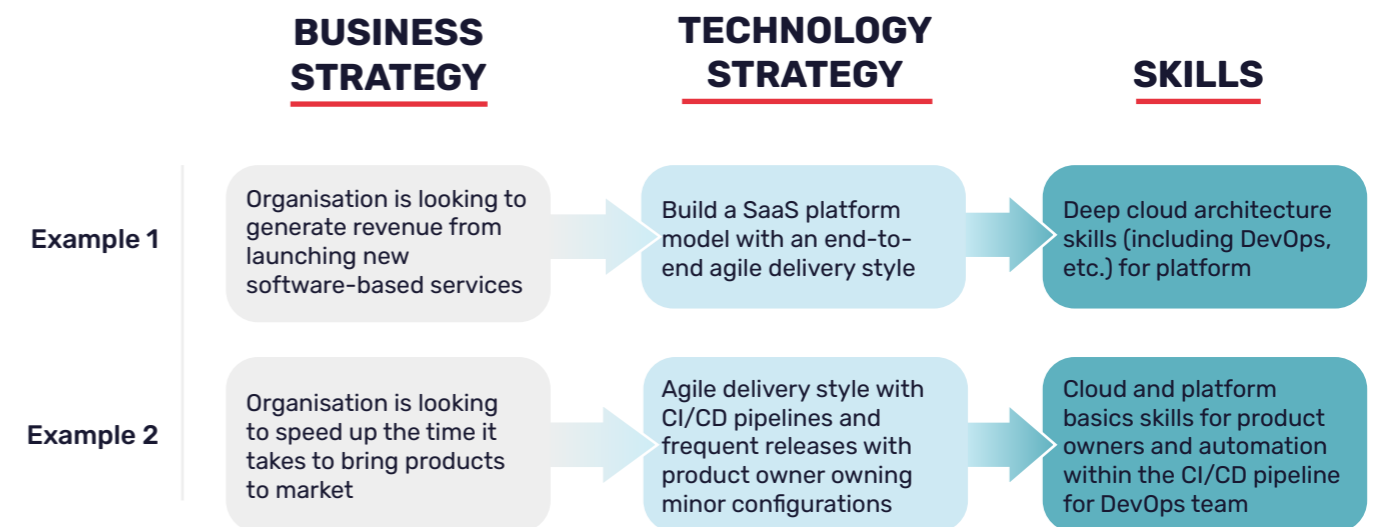 BUSINESS
STRATEGY
TECHNOLOGY
STRATEGY
SKILLS
Example 1
Organisation is looking to
generate revenue from
launching new
software-based services
Build a SaaS platform
model with an end-to-
end agile delivery style
Deep cloud architecture
skills (including DevOps,
etc.) for platform
Example 2
Organisation is looking
to speed up the time it
takes to bring products
to market
Agile delivery style with
CI/CD pipelines and
frequent releases with
product owner owning
minor configurations
Cloud and platform
basics skills for product
owners and automation
within the CI/CD pipeline
for DevOps team